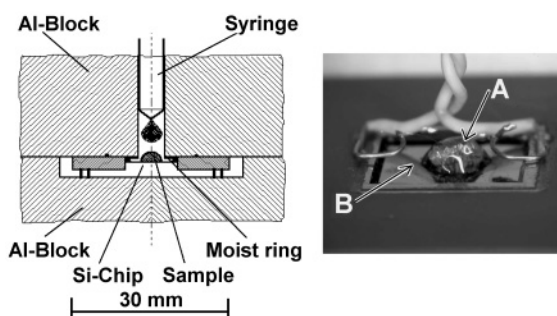 Al-Block
Syringe
A
B
Al-Block
Moist ring
Si-Chip
Sample
30 mm